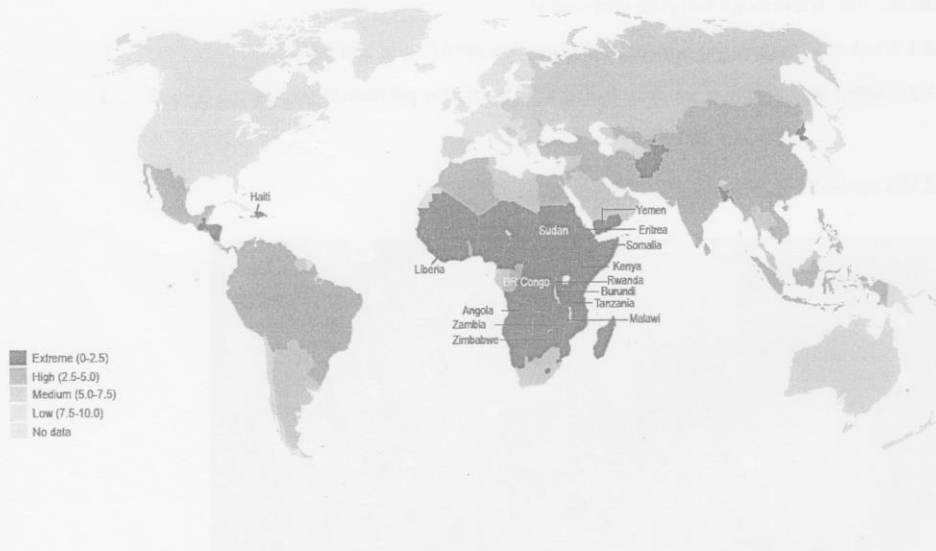 Haiti
Yemen
Sudan
Eritrea
Somalia
Liberia
Kenya
DR Congo
Rwanda
Burundi
Angola
Tanzania
Zambia
Malawi
Zimbabwe
Extreme (0-2.5)
High (2.5-5.0)
Medium (5.0-7.5)
Low (7.5-10.0)
No data